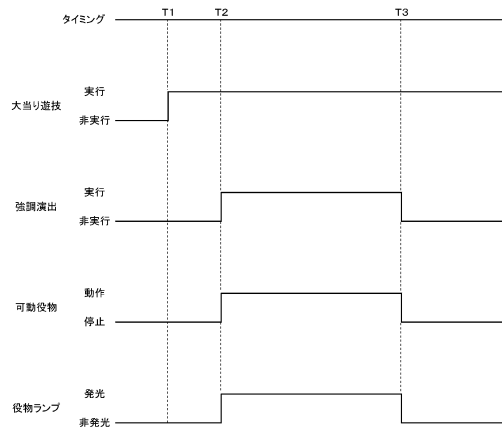 T1 T2 T3
タイミング
実行
大当り遊技
非実行
実行
強調演出
非実行
動作
可動役物
停止
発光
役物ランプ
非発光